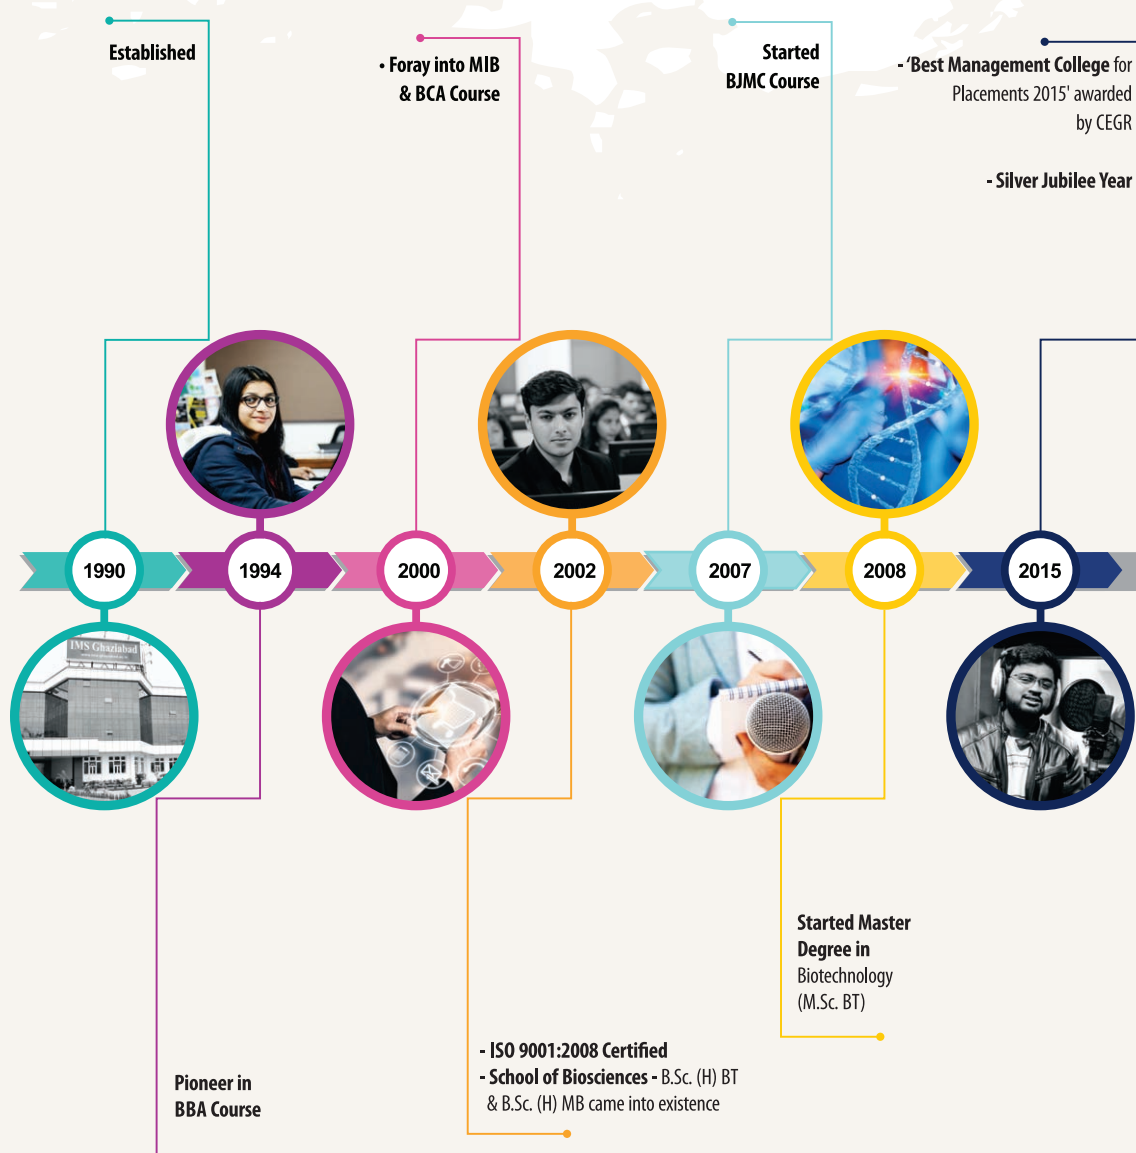 Established
• Foray into MIB
& BCA Course
Started
BJMC Course
- 'Best Management College for
Placements 2015' awarded
by CEGR
- Silver Jubilee Year
1990
1994
2000
2002
2007
2008
2015
IMS Ghaziabad
Started Master
Degree in
Biotechnology
(M.Sc. BT)
- ISO 9001:2008 Certified
- School of Biosciences - B.Sc. (H) BT
& B.Sc. (H) MB came into existence
Pioneer in
BBA Course